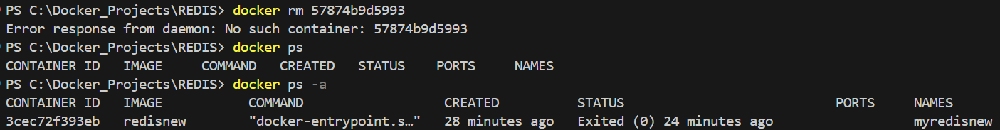 PS C:\Docker_Projects\REDIS> docker rm 57874b9d5993
Error response from daemon: No such container: 57874b9d5993
PS C:\Docker_Projects\REDIS> docker ps
CONTAINER ID   IMAGE     COMMAND   CREATED   STATUS    PORTS     NAMES
PS C:\Docker_Projects\REDIS> docker ps -a
CONTAINER ID   IMAGE      COMMAND                  CREATED          STATUS                      PORTS     NAMES
3cec72f393eb   redisnew   "docker-entrypoint.s…"   28 minutes ago   Exited (0) 24 minutes ago             myredisnew